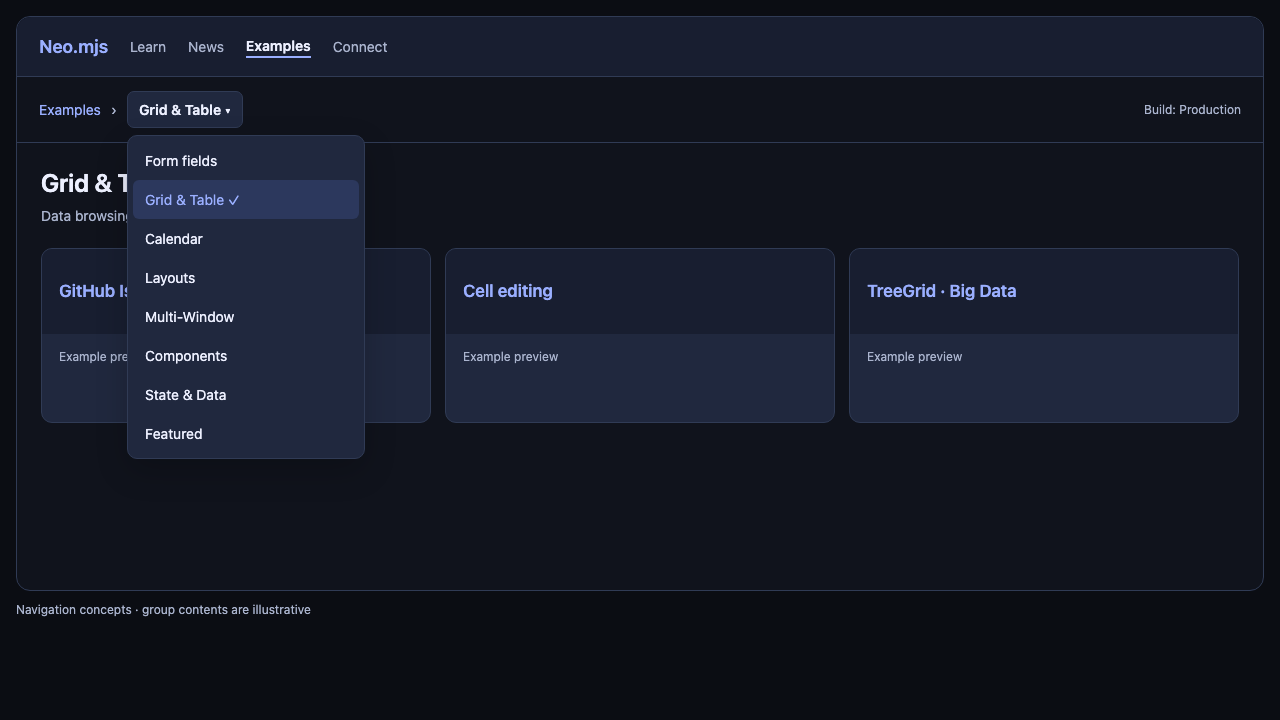 Neo.mjs Learn News Examples Connect
Examples › Grid & Table ▾ Build: Production
Form fields
Grid & Table ✓
Calendar
Layouts
Multi-Window
Components
State & Data
Featured
Grid &
Data browsing
GitHub
Example
Cell editing
Example preview
TreeGrid · Big Data
Example preview
Navigation concepts · group contents are illustrative